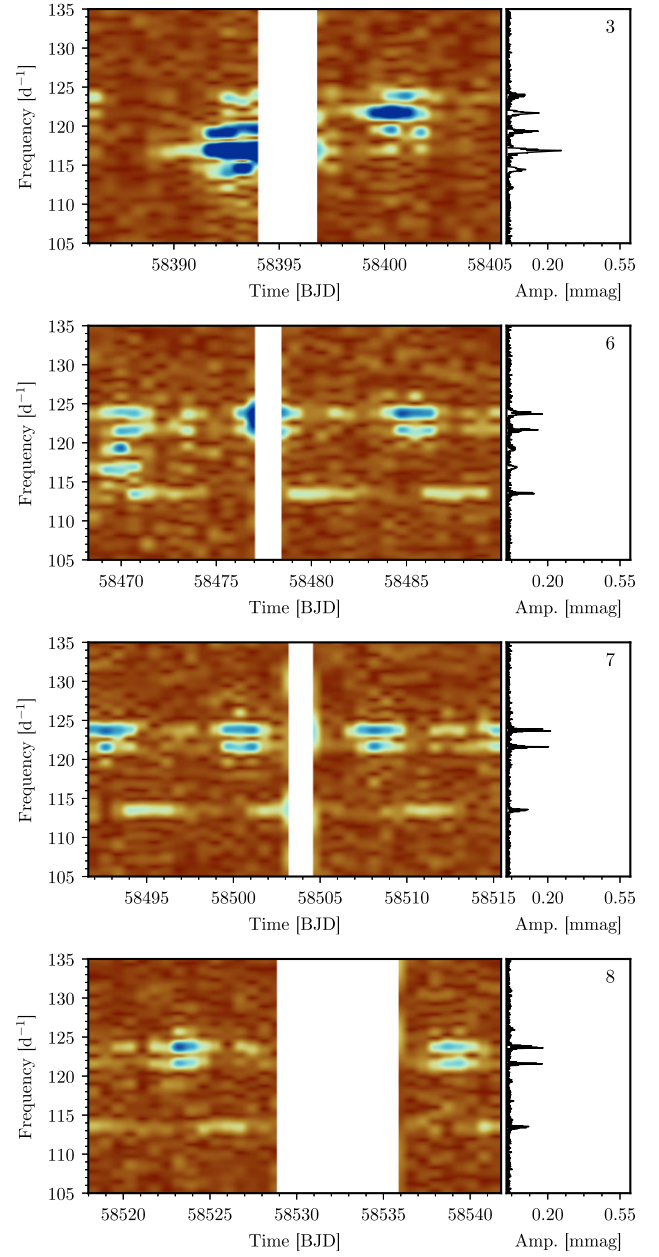 135
130
125
120
115
110
105
Frequency [d⁻¹]
3
58390 58395 58400 58405
0.20 0.55
Time [BJD]
Amp. [mmag]
135
130
125
120
115
110
105
Frequency [d⁻¹]
6
58470 58475 58480 58485
0.20 0.55
Time [BJD]
Amp. [mmag]
135
130
125
120
115
110
105
Frequency [d⁻¹]
7
58495 58500 58505 58510 58515
0.20 0.55
Time [BJD]
Amp. [mmag]
135
130
125
120
115
110
105
Frequency [d⁻¹]
8
58520 58525 58530 58535 58540
0.20 0.55
Time [BJD]
Amp. [mmag]